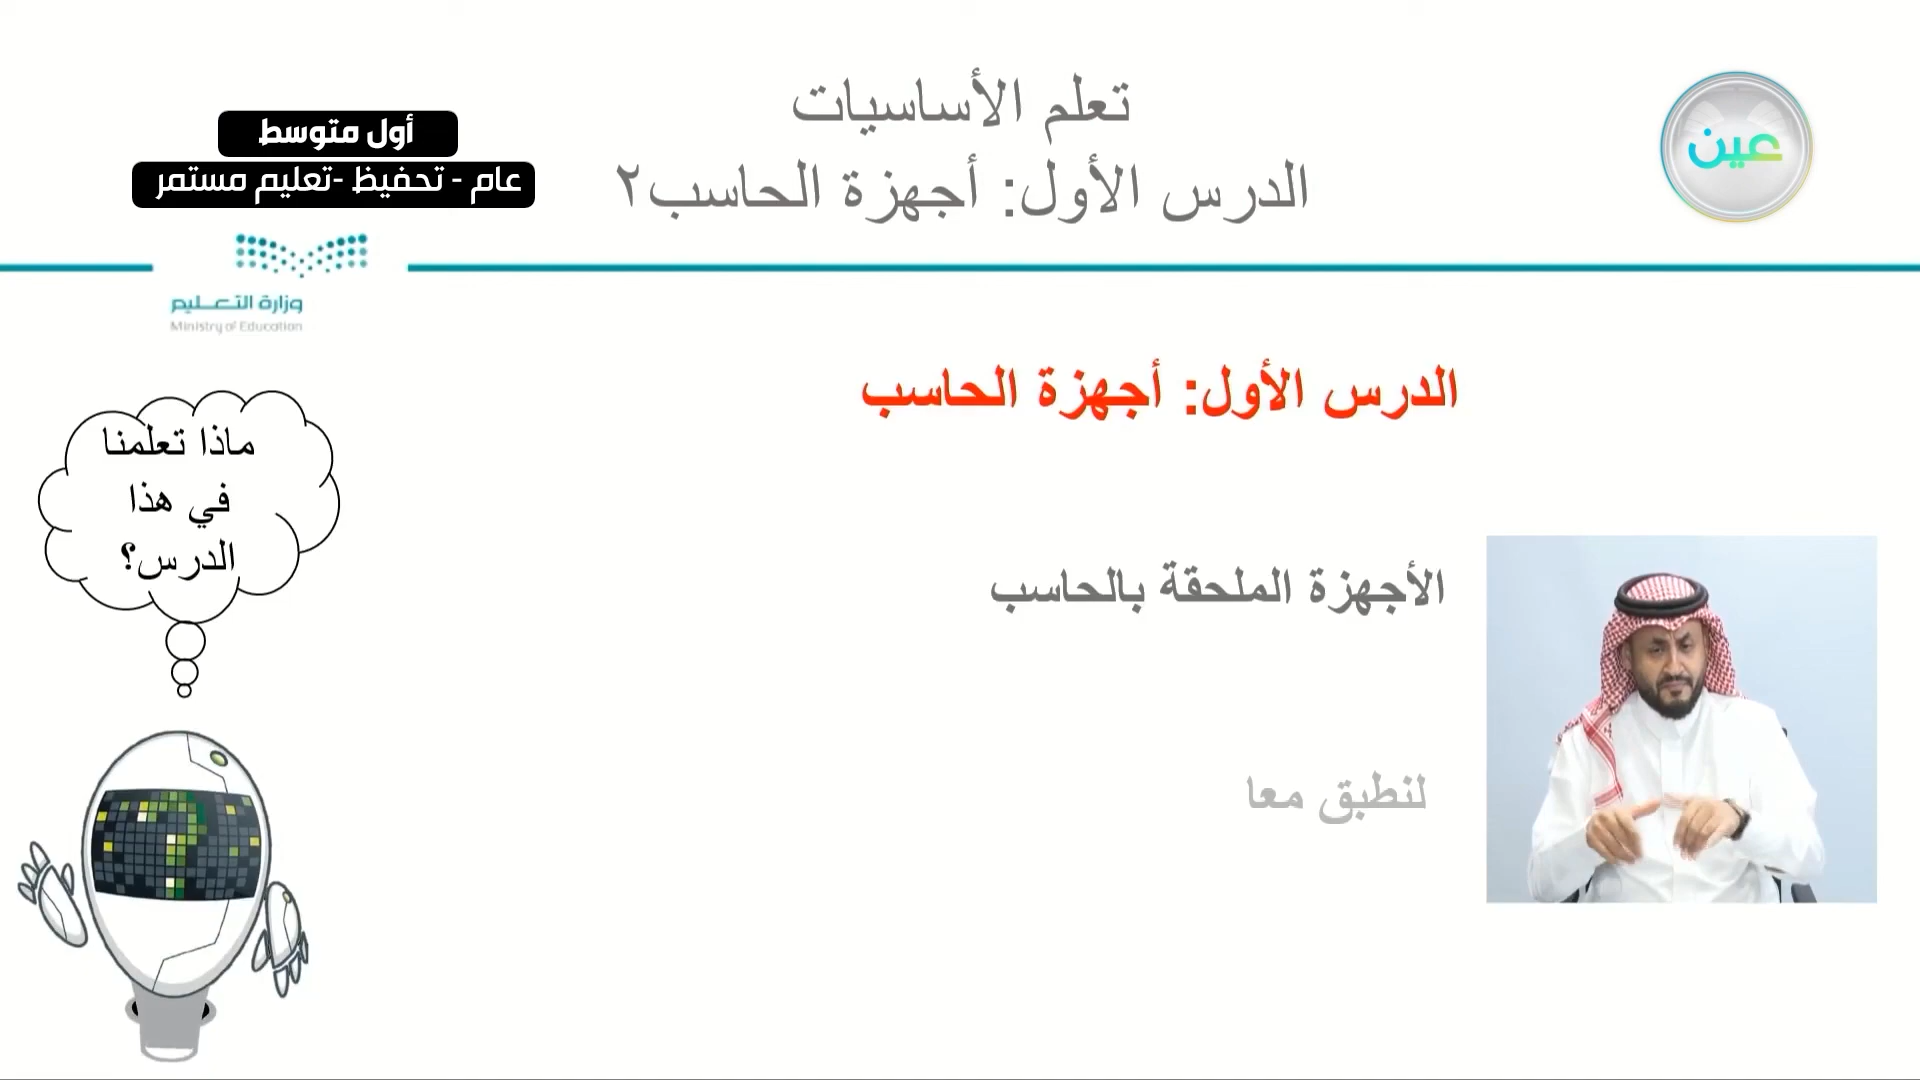 تعلم الأساسيات
الدرس الأول: أجهزة الحاسب٢
عين
أول متوسط
عام - تحفيظ -تعليم مستمر
وزارة التعـــليم
Ministry of Education
الدرس الأول: أجهزة الحاسب
ماذا تعلمنا
في هذا
الدرس؟
الأجهزة الملحقة بالحاسب
لنطبق معا